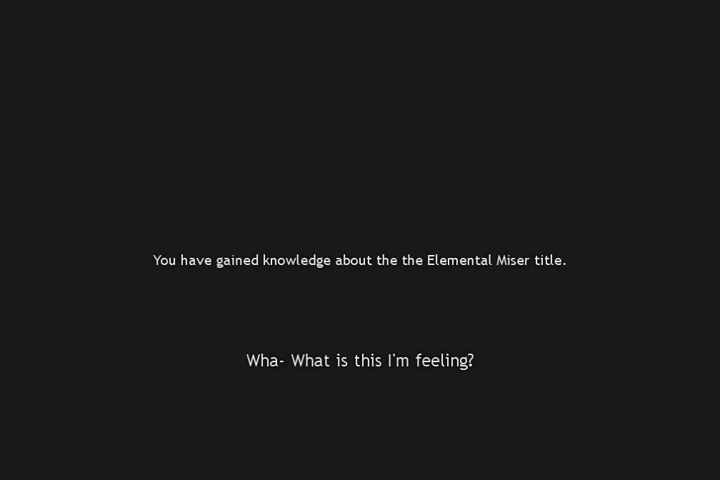 You have gained knowledge about the the Elemental Miser title.
Wha- What is this I'm feeling?